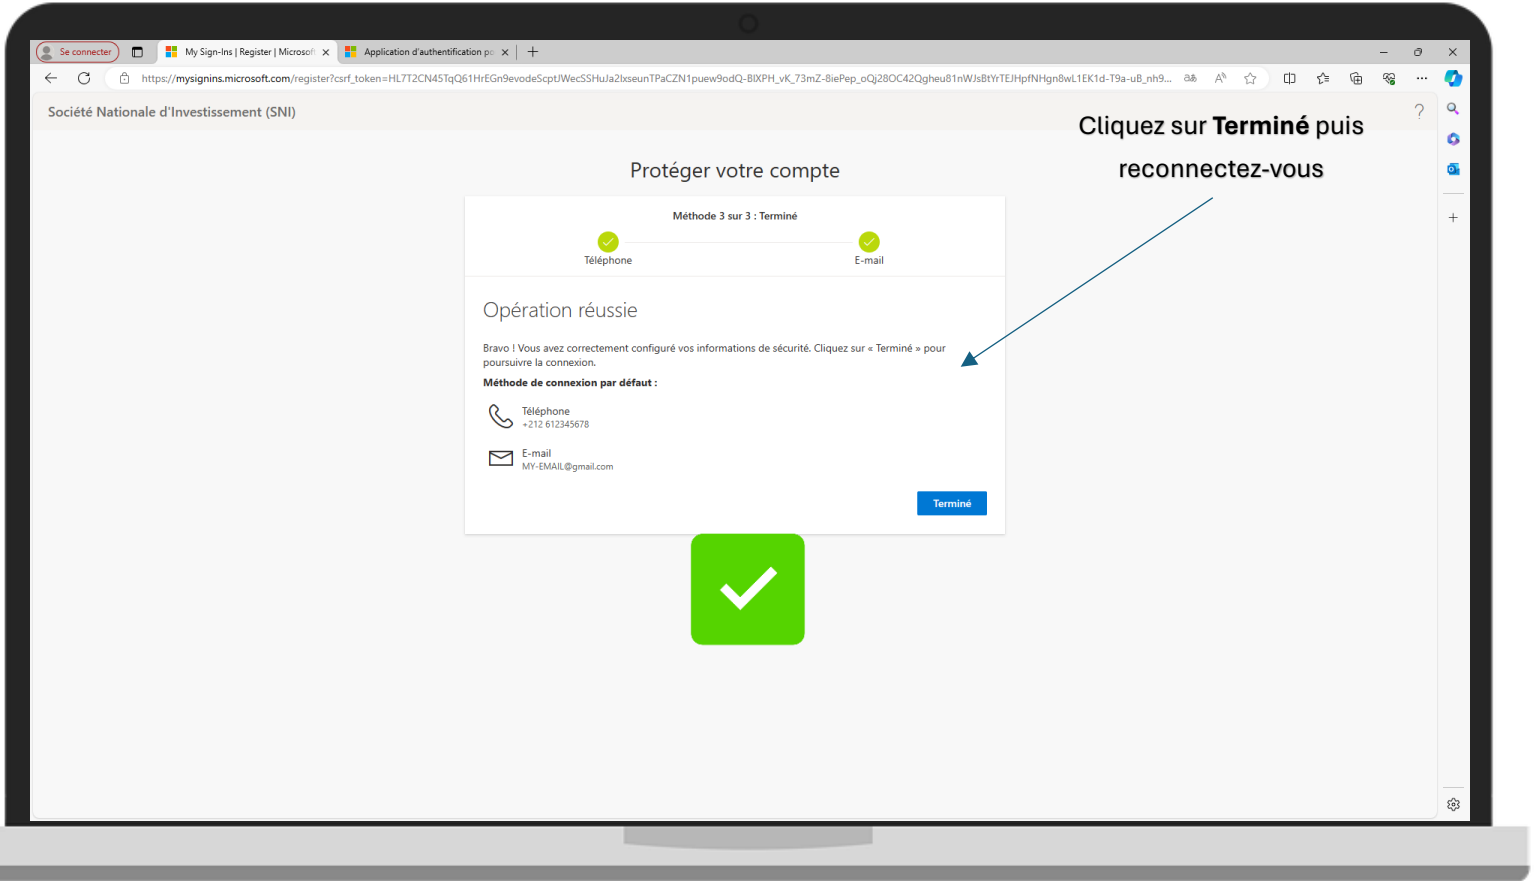 Se connecter
My Sign-Ins | Register | Microsoft
Application d'authentification po
https://mysignins.microsoft.com/register?csrf_token=HL7T2CN45TqQ61HrEGn9evodeScptJWecSSHuJa2lxseunTPaCZN1puew9odQ-BIXPH_vK_73mZ-8iePep_oQj28OC42Qgheu81nWJsBtYrTEJHpfNHgn8wL1EK1d-T9a-uB_nh9...
Société Nationale d'Investissement (SNI)
?
Cliquez sur Terminé puis
reconnectez-vous
Protéger votre compte
Méthode 3 sur 3 : Terminé
Téléphone
E-mail
Opération réussie
Bravo ! Vous avez correctement configuré vos informations de sécurité. Cliquez sur « Terminé » pour
poursuivre la connexion.
Méthode de connexion par défaut :
Téléphone
+212 612345678
E-mail
MY-EMAIL@gmail.com
Terminé